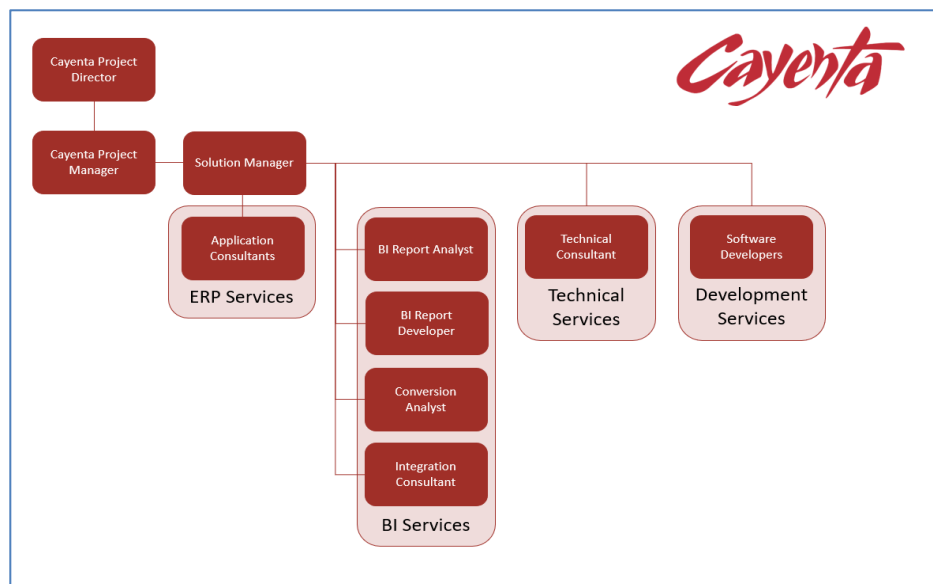 Cayenta
Cayenta Project
Director
Cayenta Project
Manager
Solution Manager
Application
Consultants
ERP Services
BI Report Analyst
BI Report
Developer
Conversion
Analyst
Integration
Consultant
BI Services
Technical
Consultant
Technical
Services
Software
Developers
Development
Services